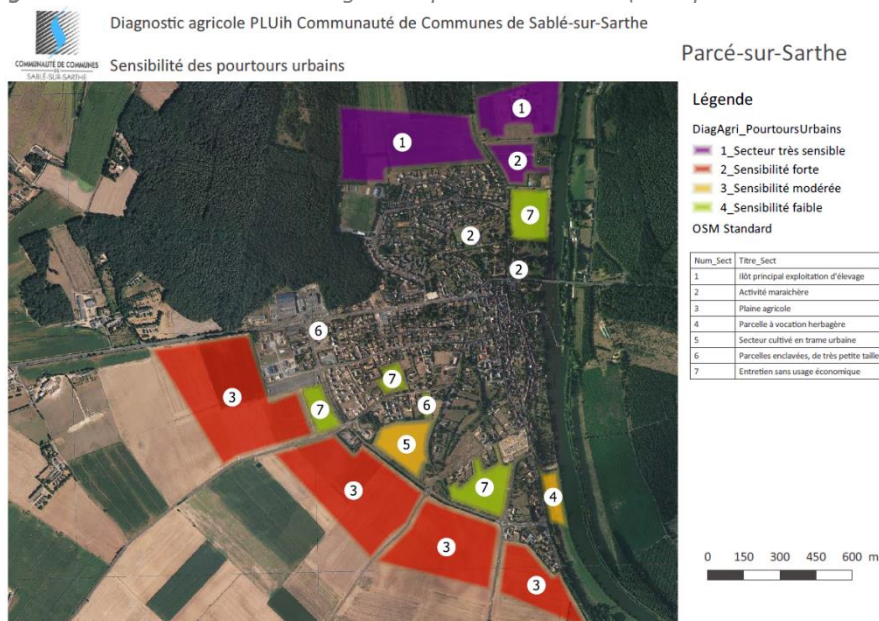 Diagnostic agricole PLUih Communauté de Communes de Sablé-sur-Sarthe
COMMUNAUTÉ DE COMMUNES
DE
SABLÉ-SUR-SARTHE
Sensibilité des pourtours urbains
Parcé-sur-Sarthe
Légende
DiagAgri_PourtoursUrbains
1_Secteur très sensible
2_Sensibilité forte
3_Sensibilité modérée
4_Sensibilité faible
OSM Standard
Num_Sect Titre_Sect
1 Ilôt principal exploitation d'élevage
2 Activité maraichère
3 Plaine agricole
4 Parcelle à vocation herbagère
5 Secteur cultivé en trame urbaine
6 Parcelles enclavées, de très petite taille
7 Entretien sans usage économique
1
1
2
7
2
2
6
3
7
7
6
5
3
7
4
3
3
0 150 300 450 600 m